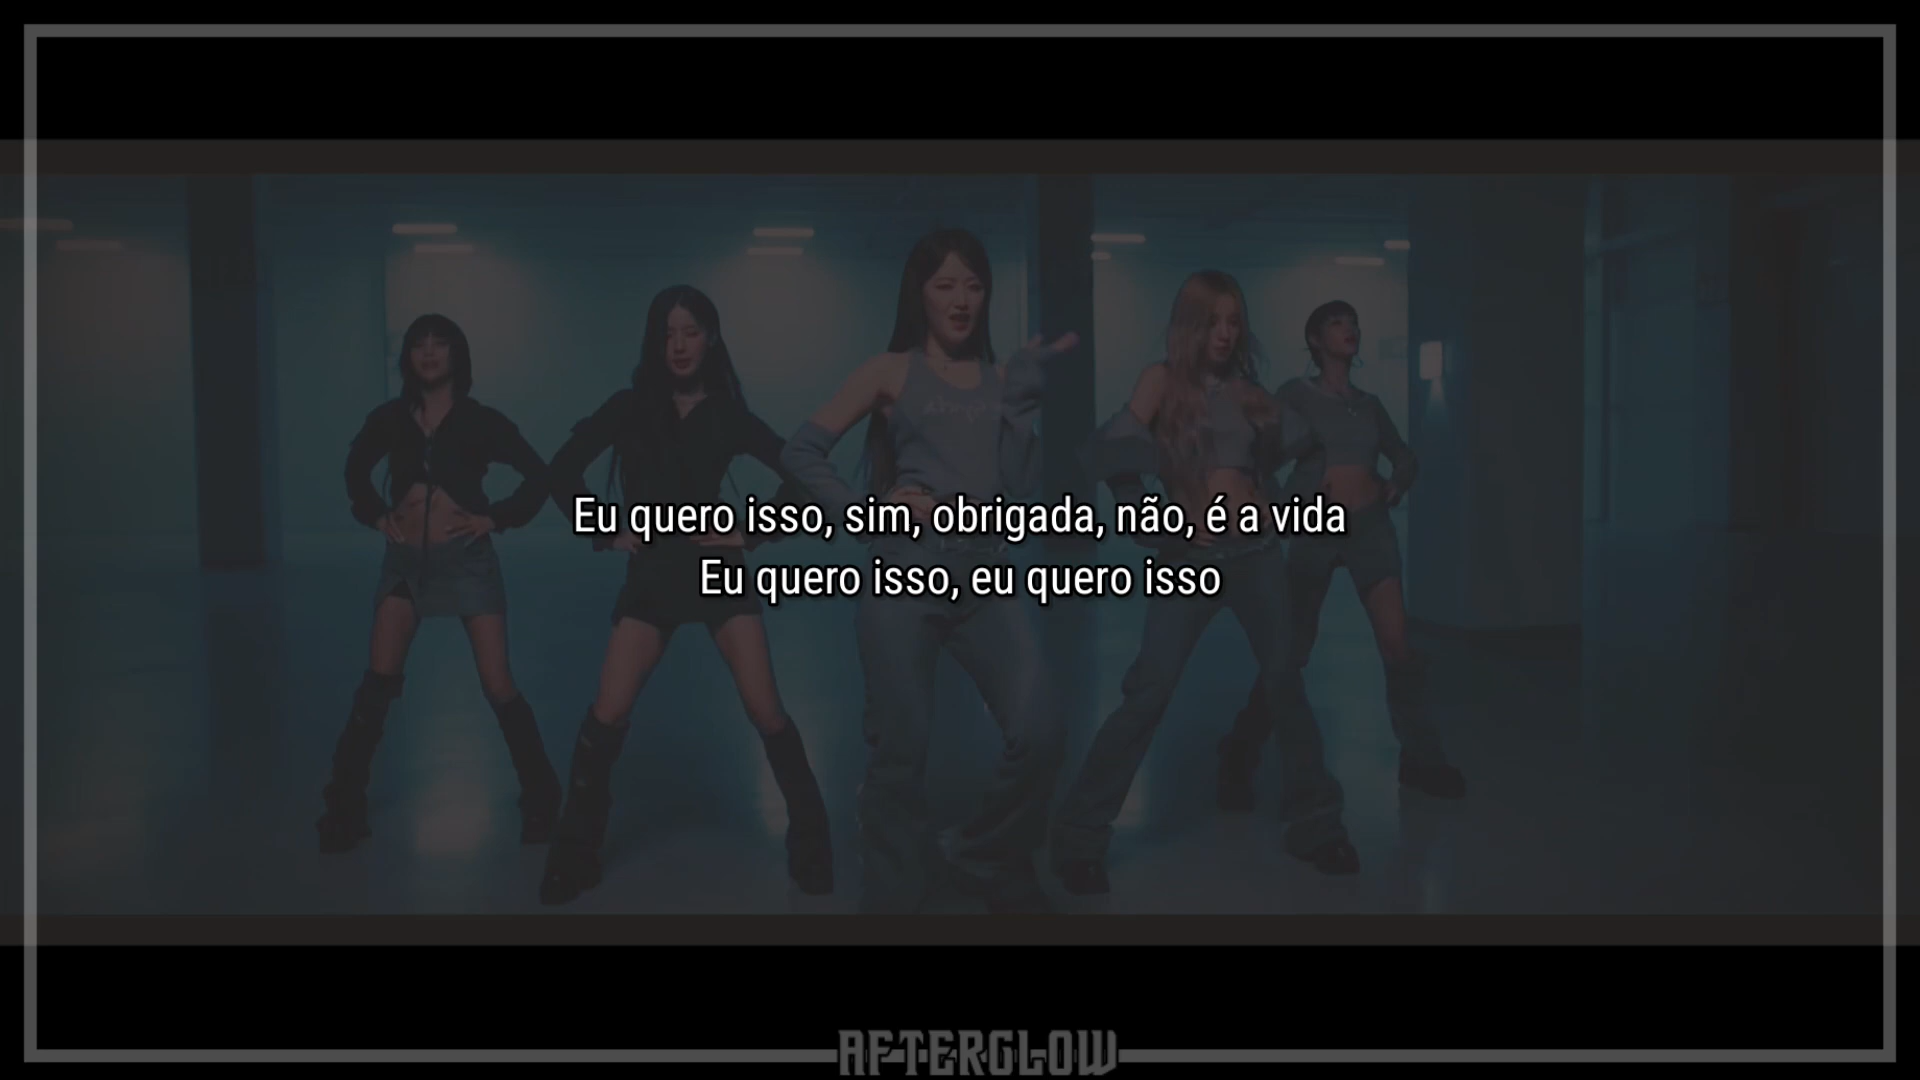 Eu quero isso, sim, obrigada, não, é a vida
Eu quero isso, eu quero isso
AFTERGLOW